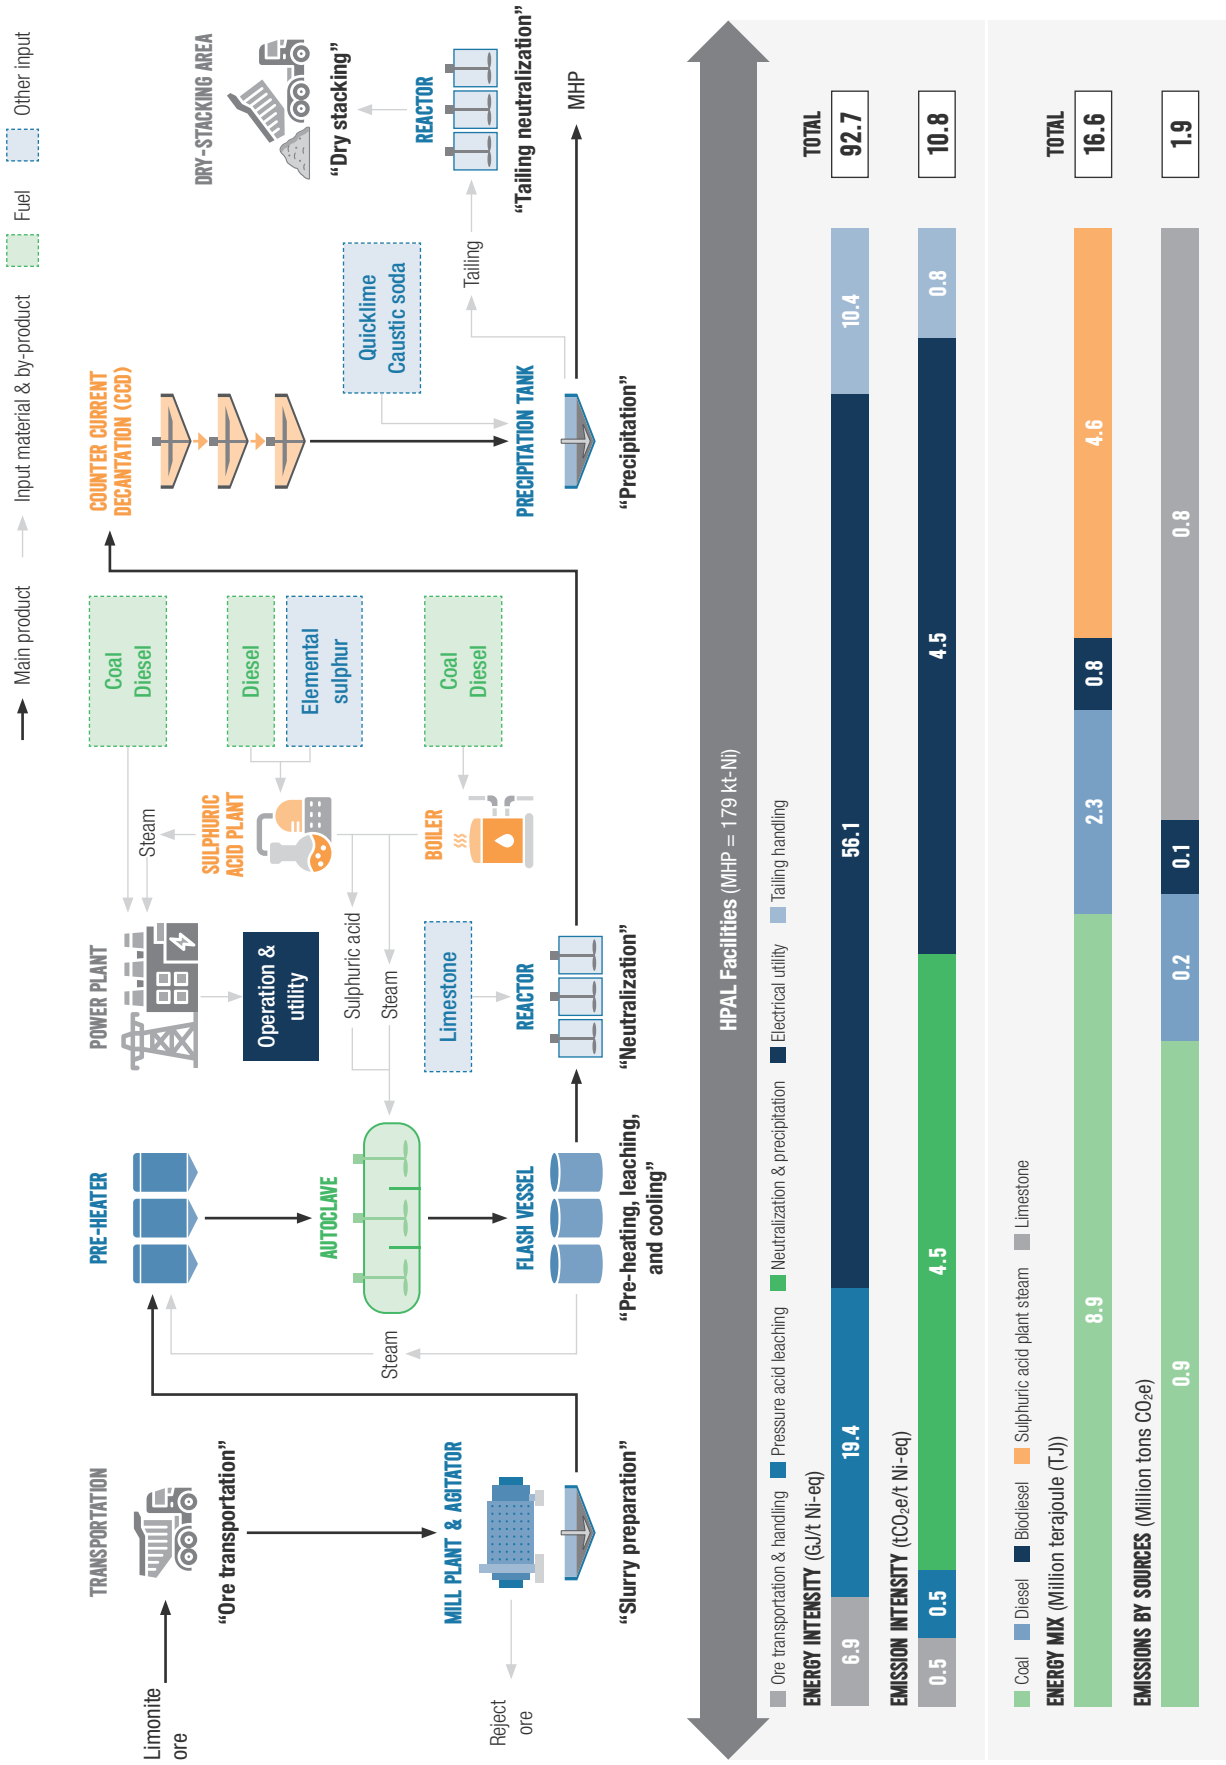 Main product
Input material & by-product
Fuel
Other input
Limonite
ore
TRANSPORTATION
“Ore transportation”
MILL PLANT & AGITATOR
Reject
ore
“Slurry preparation”
PRE-HEATER
AUTOCLAVE
Steam
FLASH VESSEL
“Pre-heating, leaching,
and cooling”
POWER PLANT
Steam
Operation &
utility
Coal
Diesel
SULPHURIC
ACID PLANT
Diesel
Elemental
sulphur
Sulphuric acid
Steam
BOILER
Coal
Diesel
Limestone
REACTOR
“Neutralization”
COUNTER CURRENT
DECANTATION (CCD)
Quicklime
Caustic soda
PRECIPITATION TANK
“Precipitation”
Tailing
DRY-STACKING AREA
“Dry stacking”
REACTOR
“Tailing neutralization”
MHP
HPAL Facilities (MHP = 179 kt-Ni)
Ore transportation & handling
Pressure acid leaching
Neutralization & precipitation
Electrical utility
Tailing handling
ENERGY INTENSITY (GJ/t Ni-eq)
TOTAL
6.9
19.4
56.1
10.4
92.7
EMISSION INTENSITY (tCO₂e/t Ni-eq)
0.5
0.5
4.5
4.5
0.8
10.8
Coal
Diesel
Biodiesel
Sulphuric acid plant steam
Limestone
ENERGY MIX (Million terajoule (TJ))
TOTAL
8.9
2.3
0.8
4.6
16.6
EMISSIONS BY SOURCES (Million tons CO₂e)
0.9
0.2
0.1
0.8
1.9